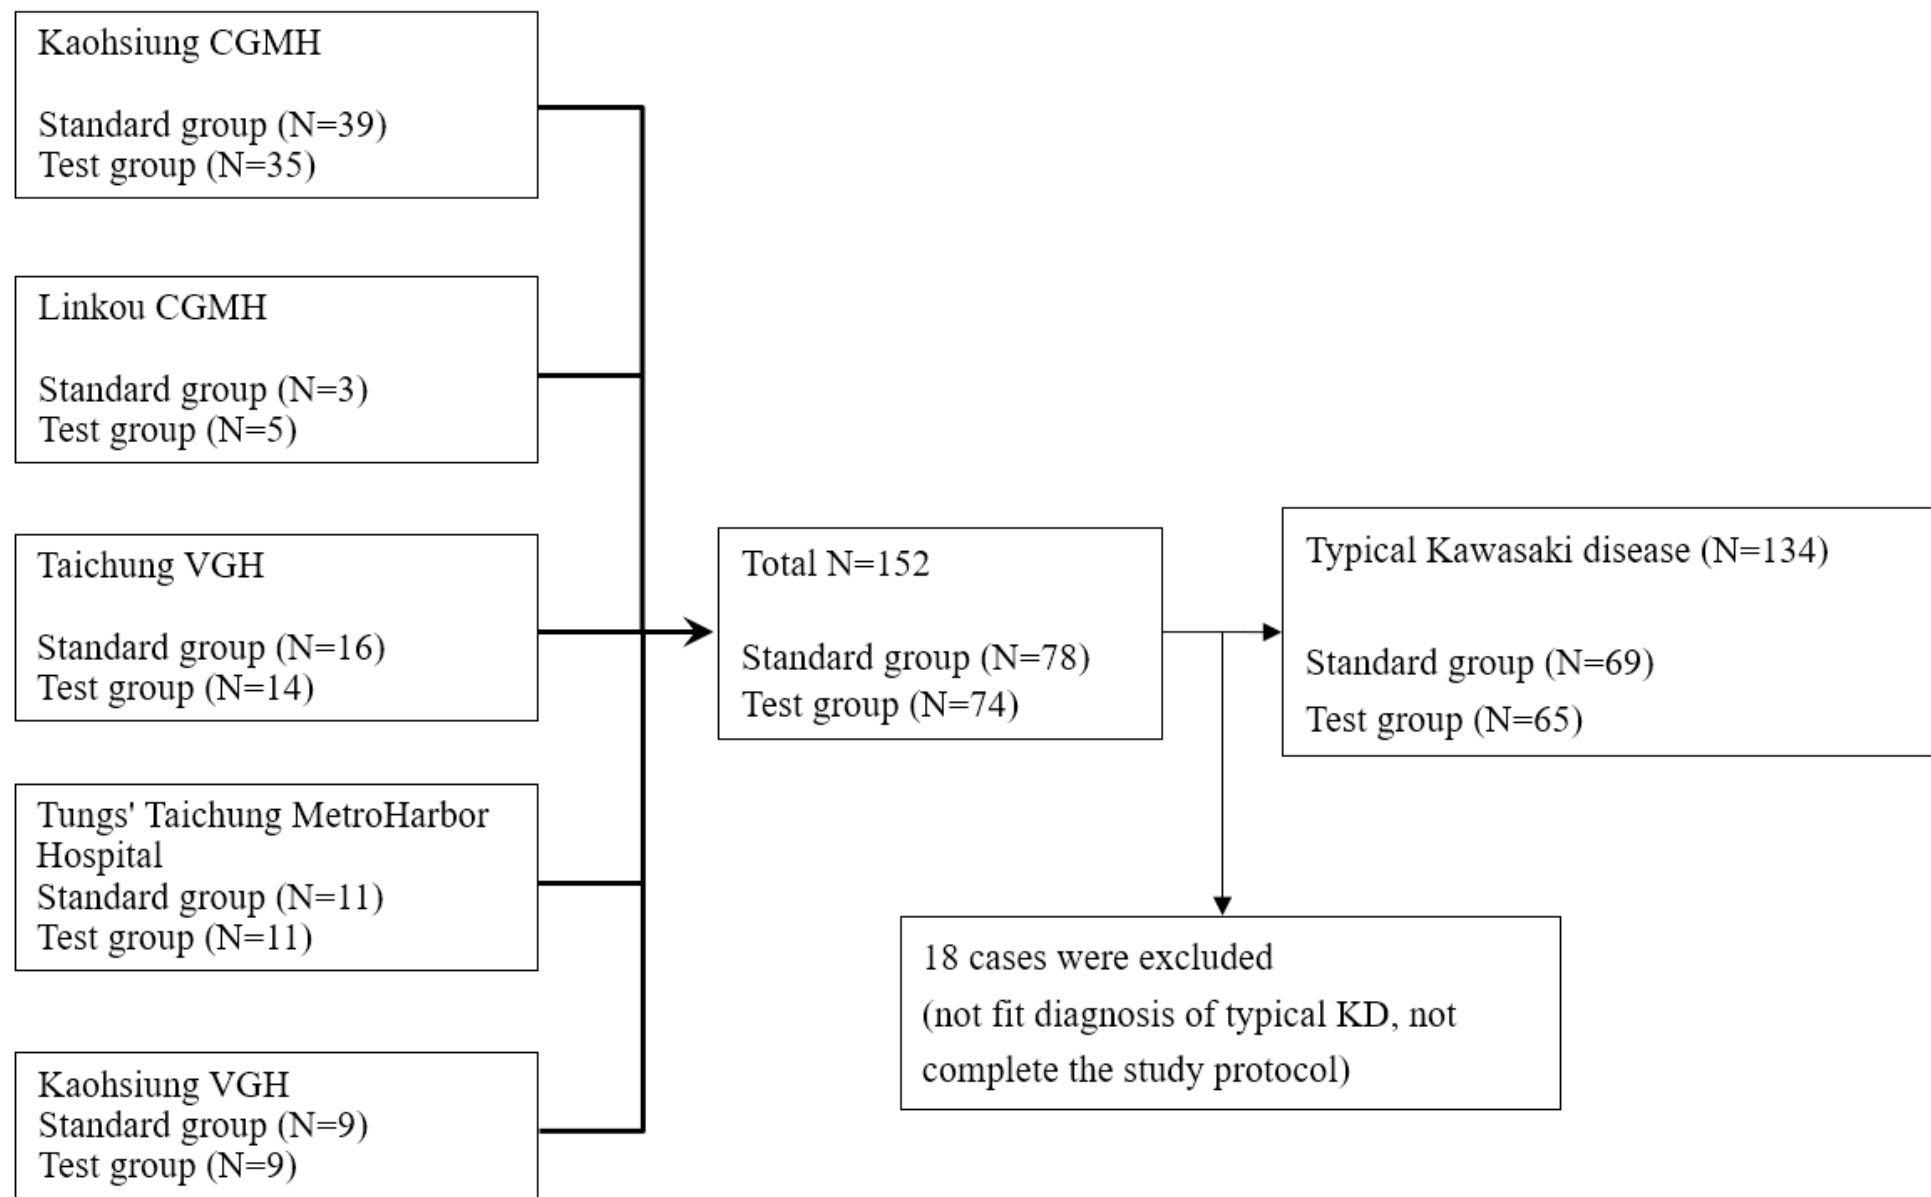 Kaohsiung CGMH
Standard group (N=39)
Test group (N=35)
Linkou CGMH
Standard group (N=3)
Test group (N=5)
Taichung VGH
Standard group (N=16)
Test group (N=14)
Tungs' Taichung MetroHarbor
Hospital
Standard group (N=11)
Test group (N=11)
Kaohsiung VGH
Standard group (N=9)
Test group (N=9)
Total N=152
Standard group (N=78)
Test group (N=74)
Typical Kawasaki disease (N=134)
Standard group (N=69)
Test group (N=65)
18 cases were excluded
(not fit diagnosis of typical KD, not
complete the study protocol)